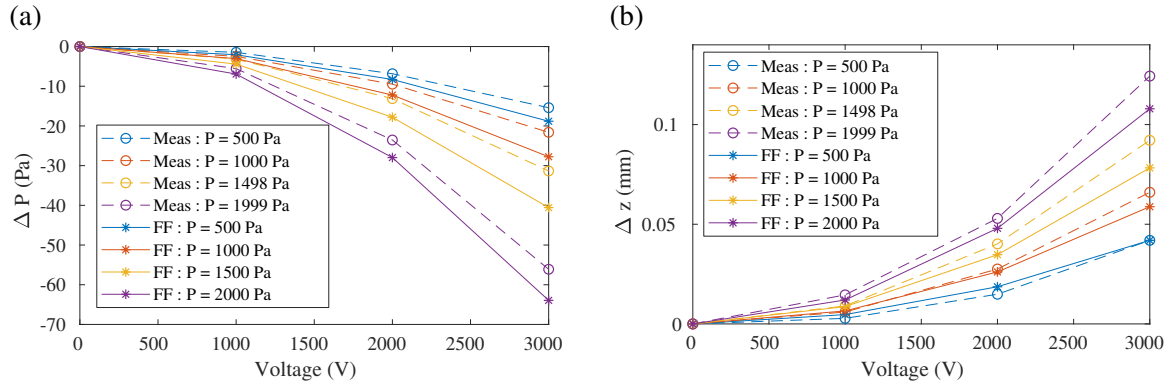 (a)
Δ P (Pa)
0
-10
-20
-30
-40
-50
-60
-70
Meas : P = 500 Pa
Meas : P = 1000 Pa
Meas : P = 1498 Pa
Meas : P = 1999 Pa
FF : P = 500 Pa
FF : P = 1000 Pa
FF : P = 1500 Pa
FF : P = 2000 Pa
0 500 1000 1500 2000 2500 3000
Voltage (V)
(b)
Δ z (mm)
0.1
0.05
0
Meas : P = 500 Pa
Meas : P = 1000 Pa
Meas : P = 1498 Pa
Meas : P = 1999 Pa
FF : P = 500 Pa
FF : P = 1000 Pa
FF : P = 1500 Pa
FF : P = 2000 Pa
0 500 1000 1500 2000 2500 3000
Voltage (V)